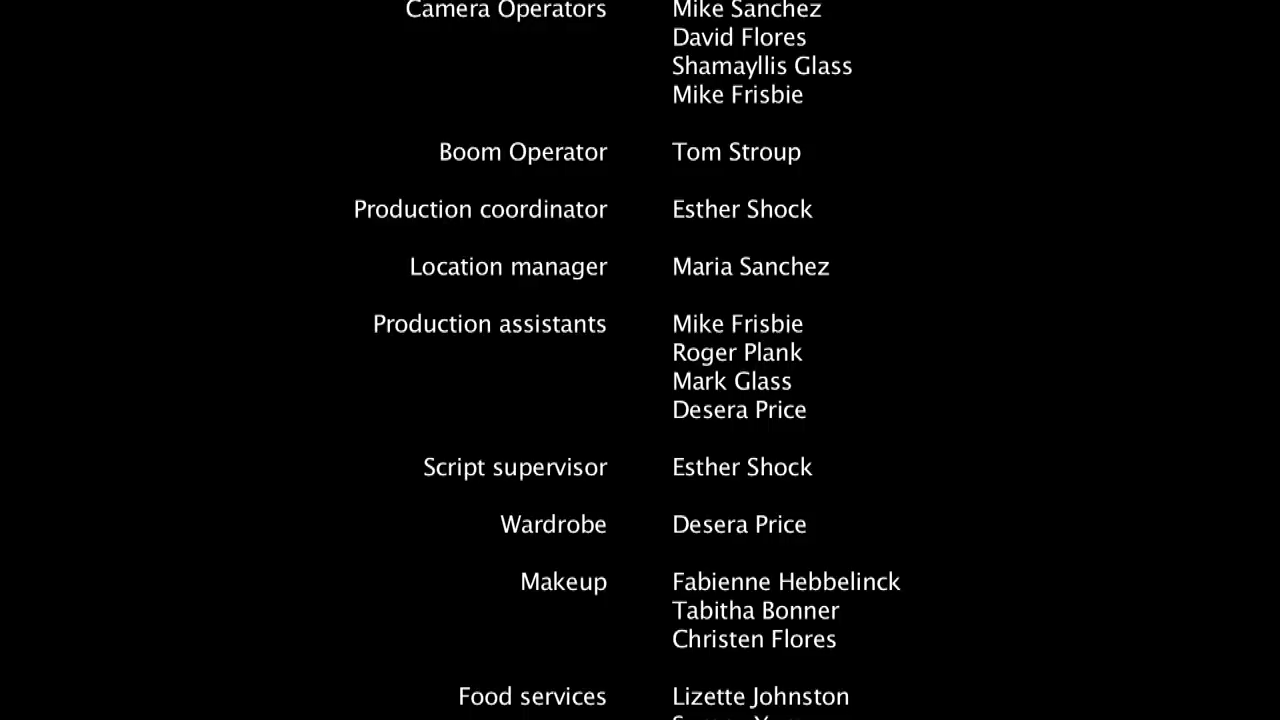 Camera Operators Mike Sanchez
David Flores
Shamayllis Glass
Mike Frisbie
Boom Operator Tom Stroup
Production coordinator Esther Shock
Location manager Maria Sanchez
Production assistants Mike Frisbie
Roger Plank
Mark Glass
Desera Price
Script supervisor Esther Shock
Wardrobe Desera Price
Makeup Fabienne Hebbelinck
Tabitha Bonner
Christen Flores
Food services Lizette Johnston